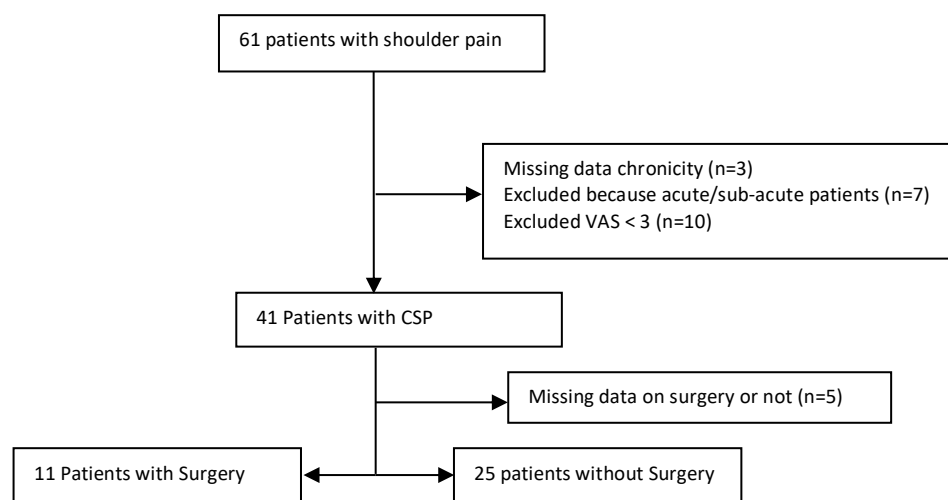 61 patients with shoulder pain
Missing data chronicity (n=3)
Excluded because acute/sub-acute patients (n=7)
Excluded VAS < 3 (n=10)
41 Patients with CSP
Missing data on surgery or not (n=5)
11 Patients with Surgery
25 patients without Surgery